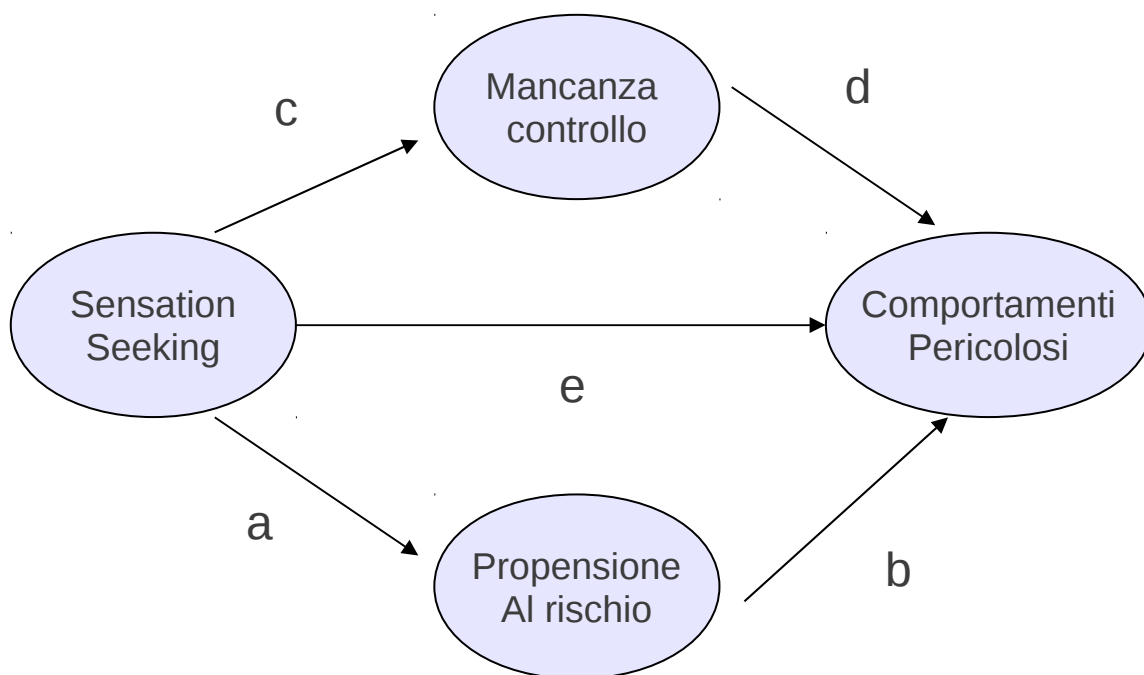 Mancanza
controllo
c
d
Sensation
Seeking
Comportamenti
Pericolosi
e
a
Propensione
Al rischio
b